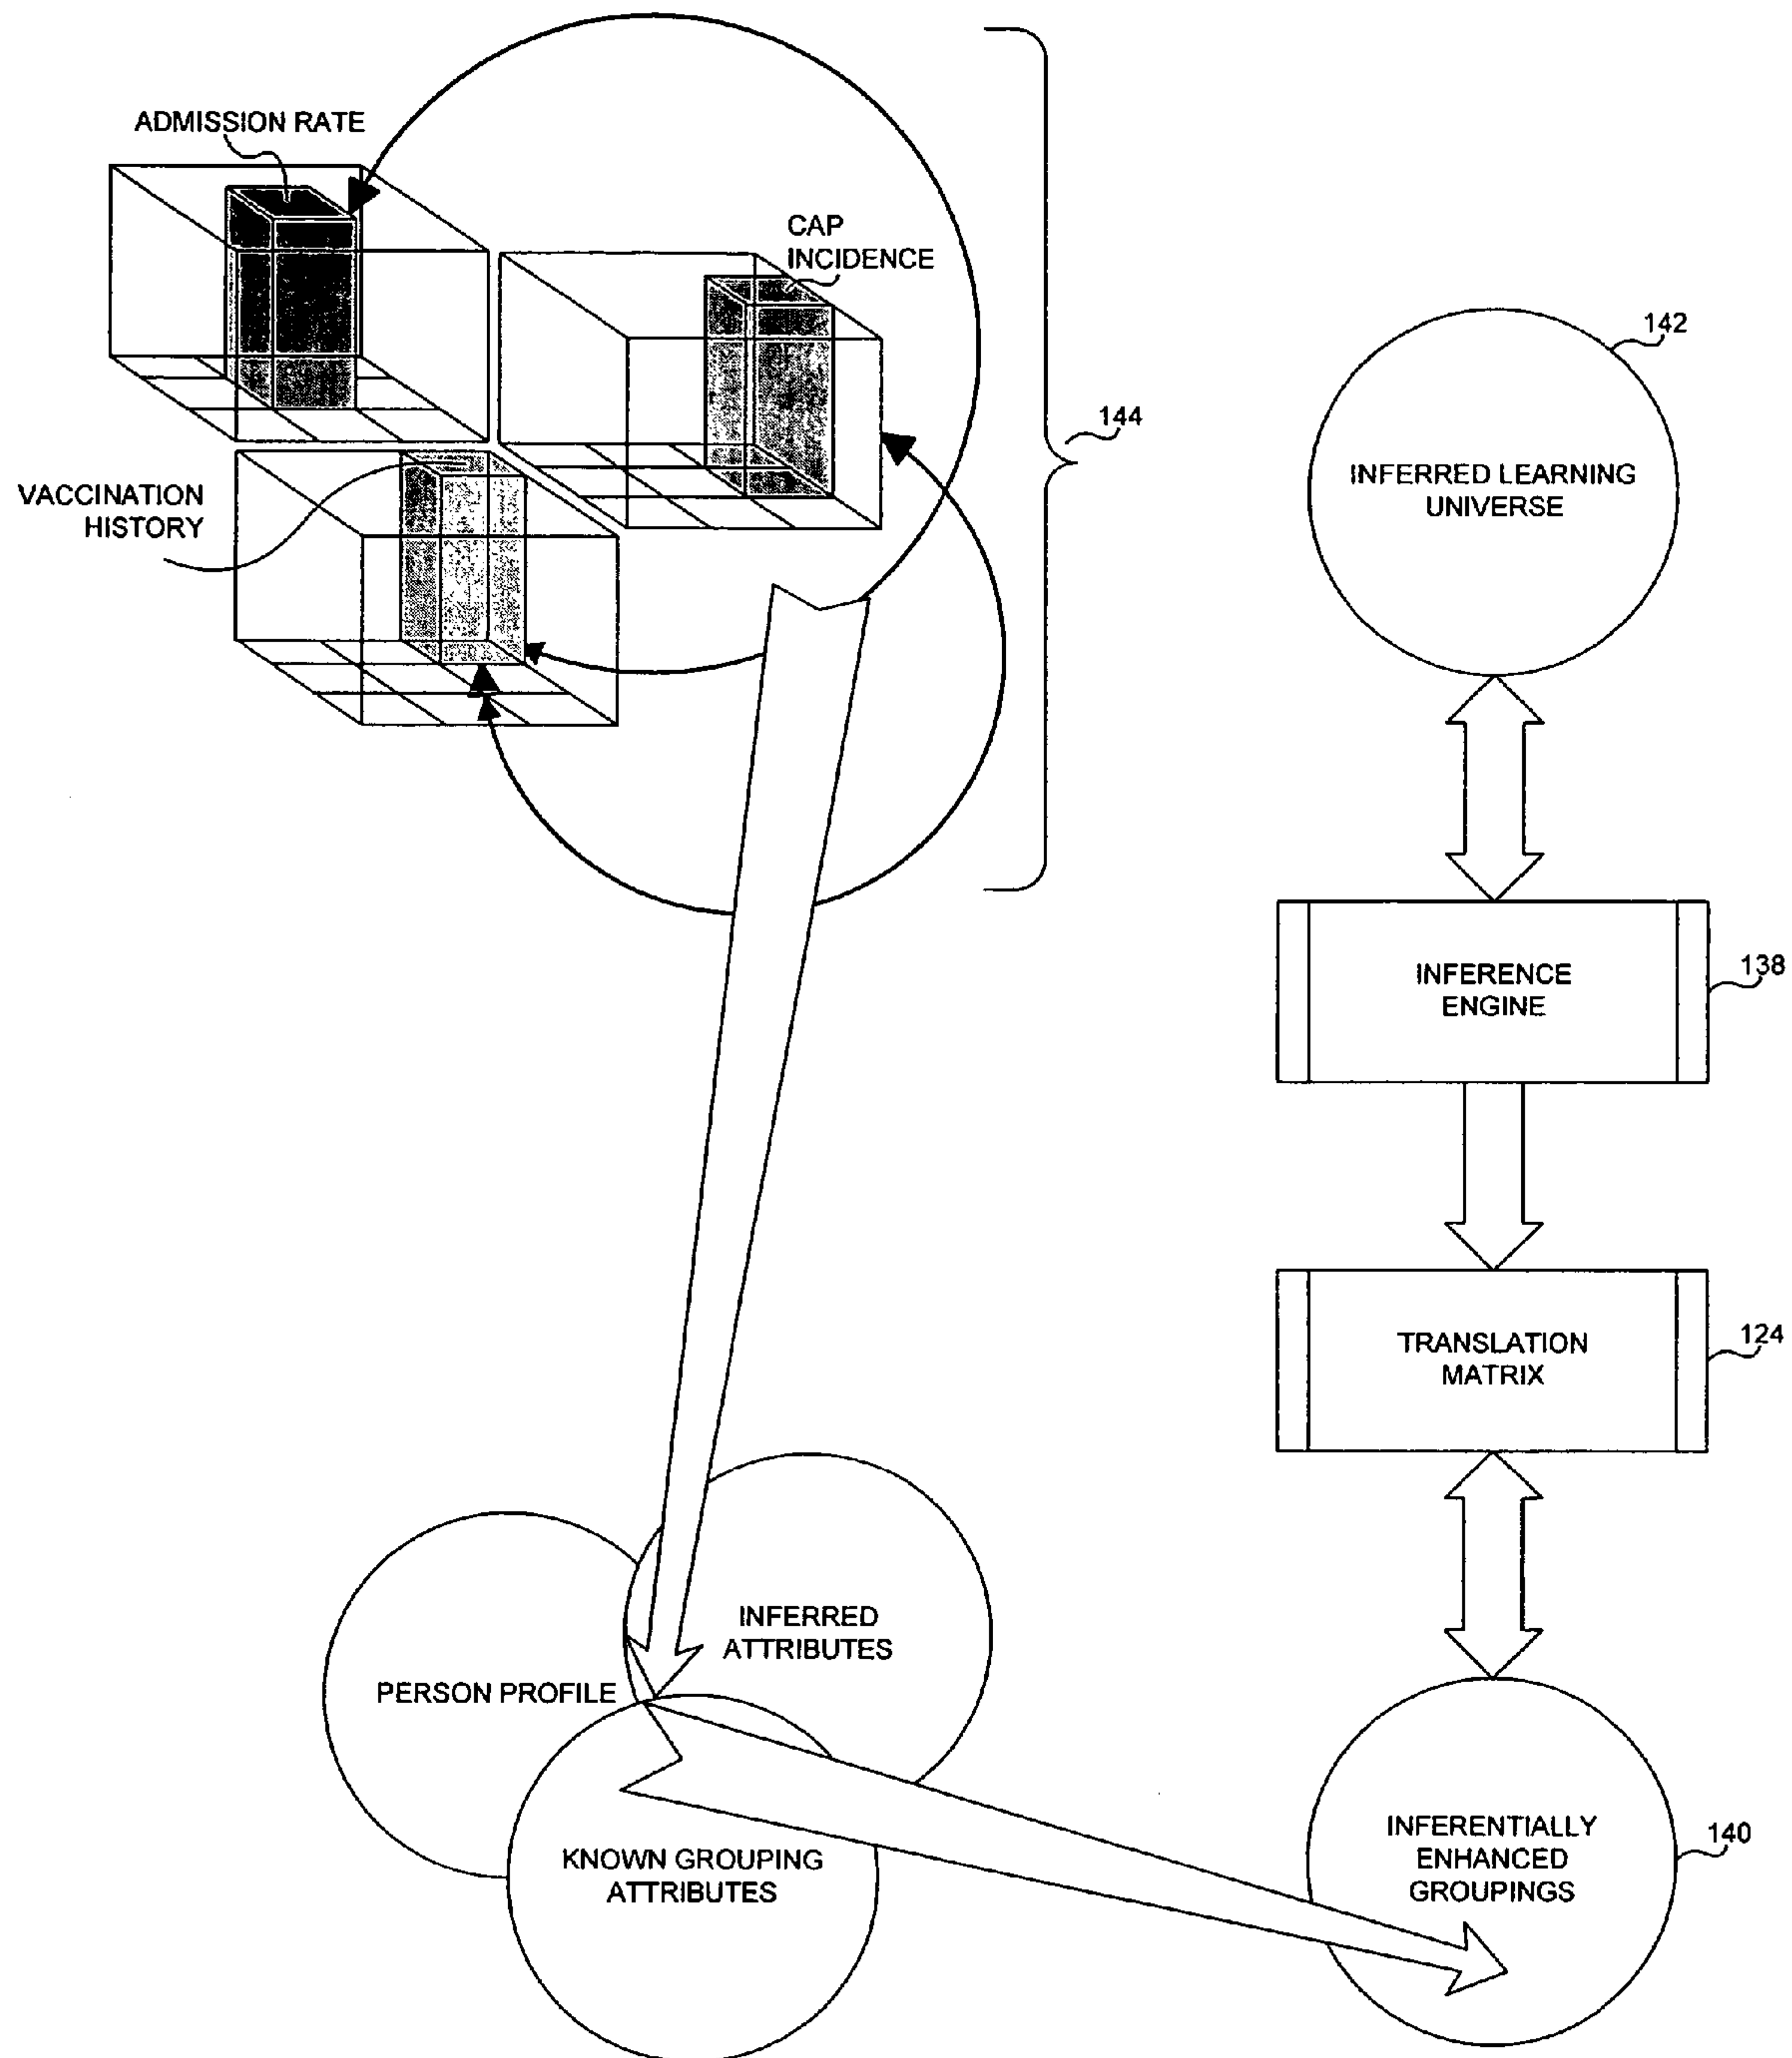 ADMISSION RATE
CAP
INCIDENCE
VACCINATION
HISTORY
144
142
INFERRED LEARNING
UNIVERSE
INFERENCE
ENGINE
138
TRANSLATION
MATRIX
124
INFERRED
ATTRIBUTES
PERSON PROFILE
KNOWN GROUPING
ATTRIBUTES
INFERENTIALLY
ENHANCED
GROUPINGS
140